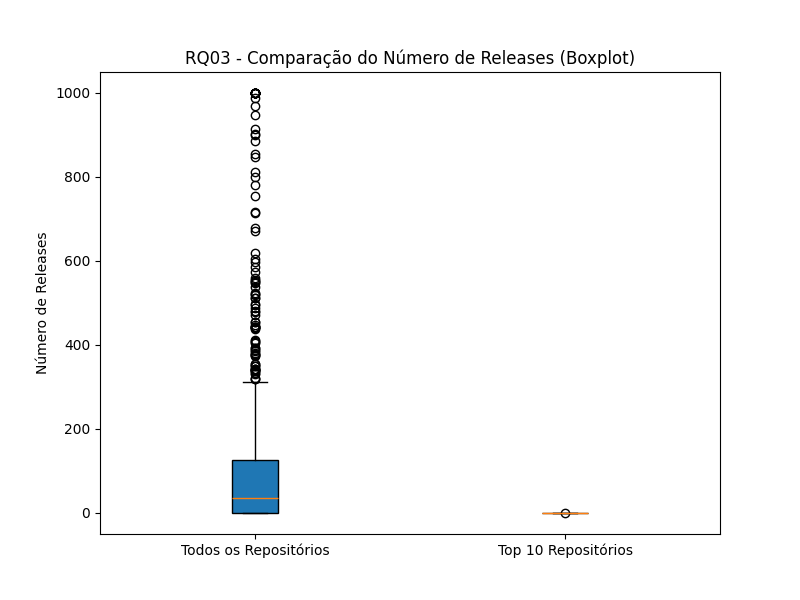 RQ03 - Comparação do Número de Releases (Boxplot)
1000
800
600
400
200
0
Número de Releases
Todos os Repositórios
Top 10 Repositórios